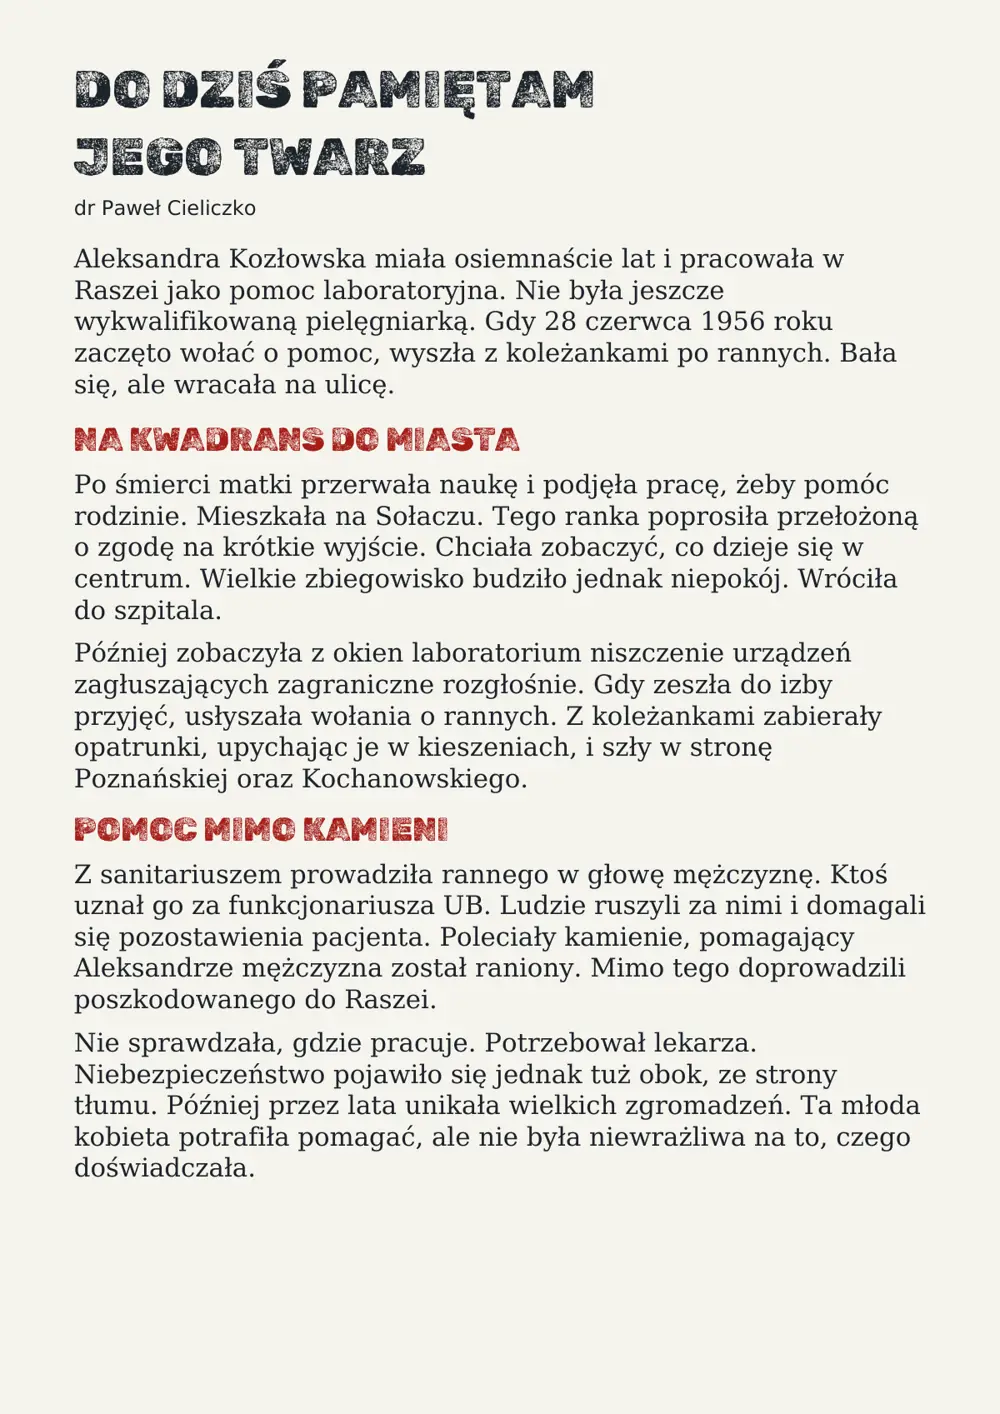 DO DZIŚ PAMIĘTAM
JEGO TWARZ
dr Paweł Cieliczko
Aleksandra Kozłowska miała osiemnaście lat i pracowała w
Raszei jako pomoc laboratoryjna. Nie była jeszcze
wykwalifikowaną pielęgniarką. Gdy 28 czerwca 1956 roku
zaczęto wołać o pomoc, wyszła z koleżankami po rannych. Bała
się, ale wracała na ulicę.
NA KWADRANS DO MIASTA
Po śmierci matki przerwała naukę i podjęła pracę, żeby pomóc
rodzinie. Mieszkała na Sołaczu. Tego ranka poprosiła przełożoną
o zgodę na krótkie wyjście. Chciała zobaczyć, co dzieje się w
centrum. Wielkie zbiegowisko budziło jednak niepokój. Wróciła
do szpitala.
Później zobaczyła z okien laboratorium niszczenie urządzeń
zagłuszających zagraniczne rozgłośnie. Gdy zeszła do izby
przyjęć, usłyszała wołania o rannych. Z koleżankami zabierały
opatrunki, upychając je w kieszeniach, i szły w stronę
Poznańskiej oraz Kochanowskiego.
POMOC MIMO KAMIENI
Z sanitariuszem prowadziła rannego w głowę mężczyznę. Ktoś
uznał go za funkcjonariusza UB. Ludzie ruszyli za nimi i domagali
się pozostawienia pacjenta. Poleciały kamienie, pomagający
Aleksandrze mężczyzna został raniony. Mimo tego doprowadzili
poszkodowanego do Raszei.
Nie sprawdzała, gdzie pracuje. Potrzebował lekarza.
Niebezpieczeństwo pojawiło się jednak tuż obok, ze strony
tłumu. Później przez lata unikała wielkich zgromadzeń. Ta młoda
kobieta potrafiła pomagać, ale nie była niewrażliwa na to, czego
doświadczała.